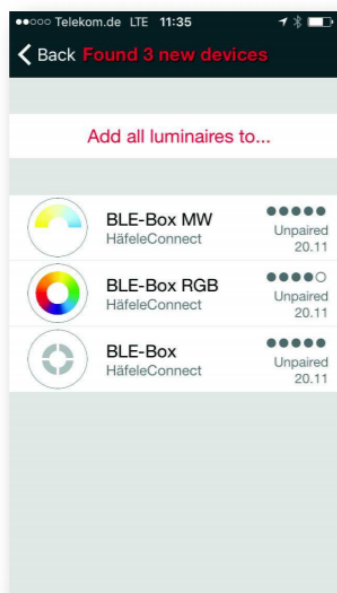 Telekom.de LTE 11:35
Back Found 3 new devices
Add all luminaires to...
BLE-Box MW
HäfeleConnect
Unpaired
20.11
BLE-Box RGB
HäfeleConnect
Unpaired
20.11
BLE-Box
HäfeleConnect
Unpaired
20.11